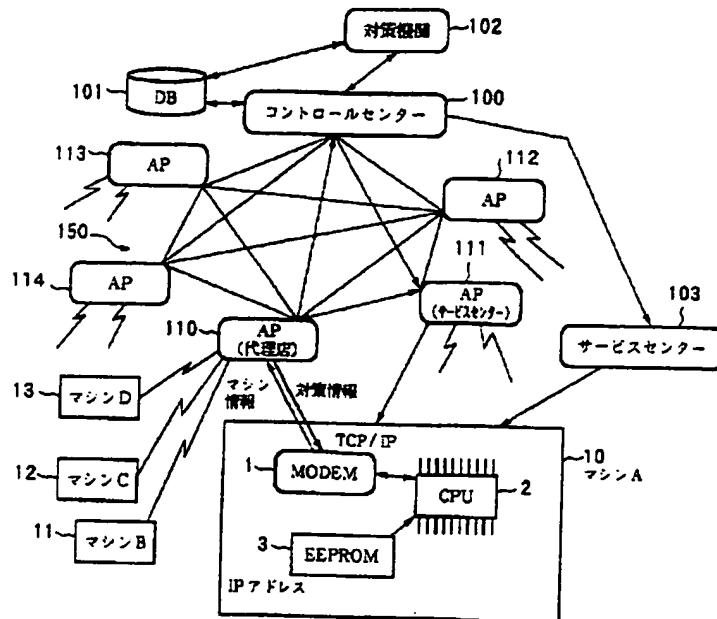 対策機関
102
101
DB
コントロールセンター
100
113
AP
112
AP
150
114
AP
111
AP
(サービスセンター)
110
AP
(代理店)
103
サービスセンター
13
マシンD
マシン
情報
対策情報
12
マシンC
11
マシンB
TCP/IP
10
マシンA
1
MODEM
CPU
2
3
EEPROM
IPアドレス